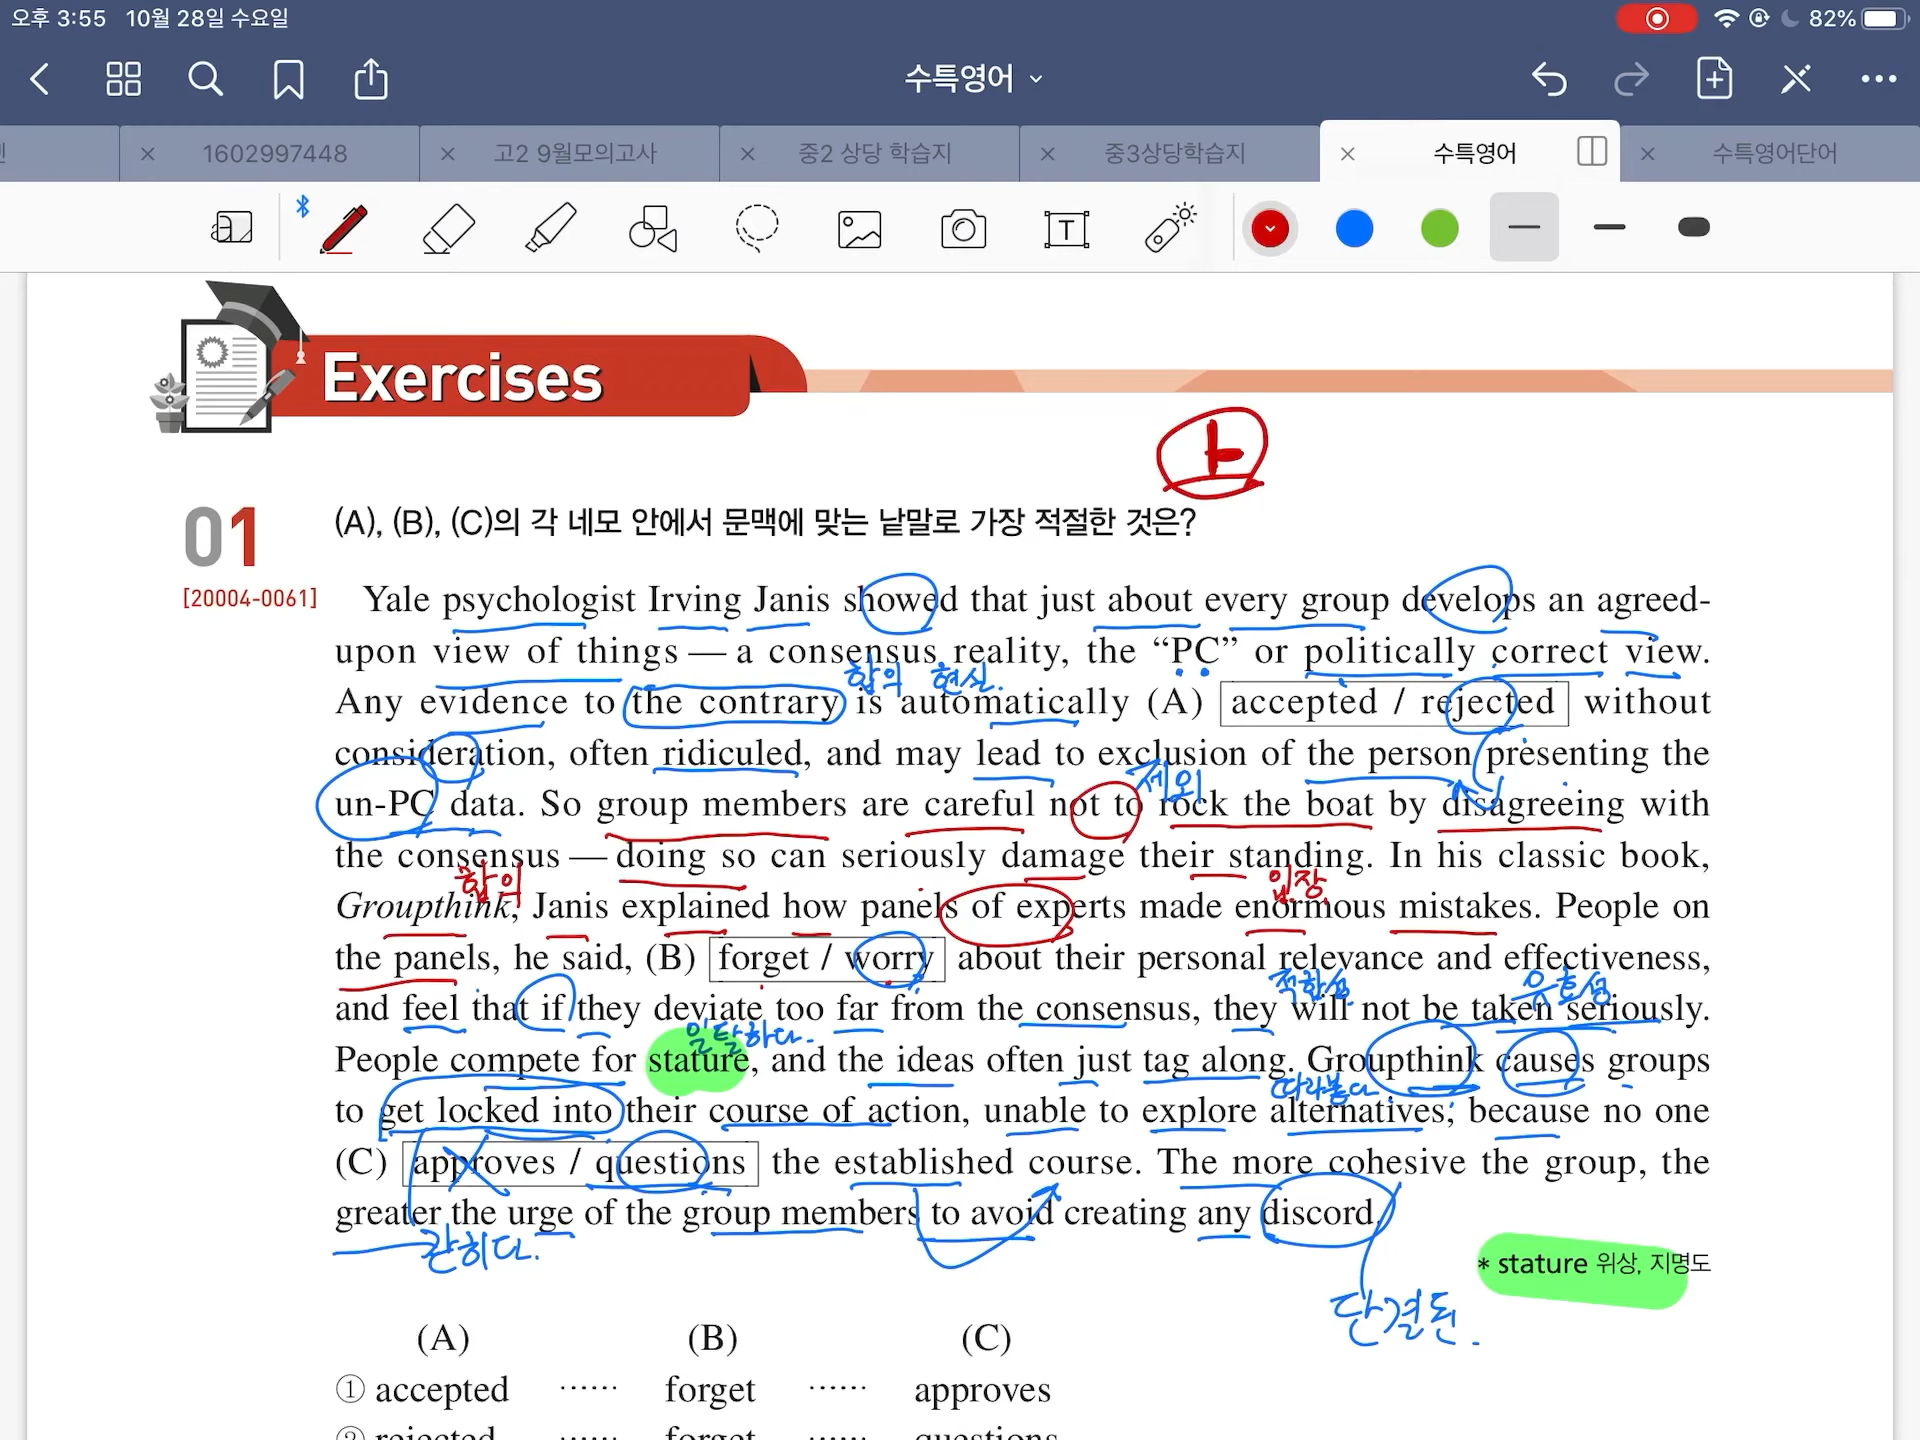 오후 3:55 10월 28일 수요일 82%
수특영어
1602997448 고2 9월모의고사 중2 상당 학습지 중3상당학습지 수특영어 수특영어단어
T
Exercises
ㅏ
01 (A), (B), (C)의 각 네모 안에서 문맥에 맞는 낱말로 가장 적절한 것은?
[20004-0061]
Yale psychologist Irving Janis showed that just about every group develops an agreed-
upon view of things — a consensus reality, the “PC” or politically correct view.
합의 현실.
Any evidence to the contrary is automatically (A) accepted / rejected without
consideration, often ridiculed, and may lead to exclusion of the person presenting the
제외
un-PC data. So group members are careful not to rock the boat by disagreeing with
the consensus — doing so can seriously damage their standing. In his classic book,
합의 입장.
Groupthink, Janis explained how panels of experts made enormous mistakes. People on
the panels, he said, (B) forget / worry about their personal relevance and effectiveness,
적합성 유효성
and feel that if they deviate too far from the consensus, they will not be taken seriously.
일탈하다.
People compete for stature, and the ideas often just tag along. Groupthink causes groups
따라붙다.
to get locked into their course of action, unable to explore alternatives, because no one
(C) approves / questions the established course. The more cohesive the group, the
greater the urge of the group members to avoid creating any discord.
갇히다.
* stature 위상, 지명도
단결된.
(A) (B) (C)
① accepted ...... forget ...... approves
② rejected ...... forget ...... questions